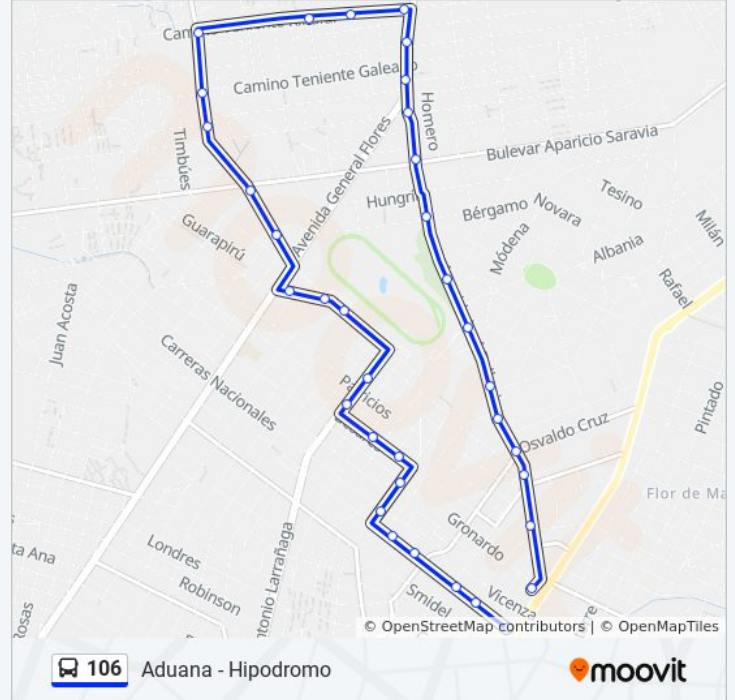 Camino Teniente Galeano
Homero
Avenida General Flores
Timbúes
Bulevar Aparicio Saravia
Hungría
Bérgamo
Novara
Tesino
Milán
Guarapirú
Módena
Albania
Rafael
Juan Acosta
Carreras Nacionales
Patricios
Osvaldo Cruz
Pintado
Flor de Ma
Gronardo
ta Ana
Londres
Robinson
ntonio Larrañaga
Smidel
Vicenza
Rosas
© OpenStreetMap contributors | © OpenMapTiles
106 Aduana - Hipodromo
moovit